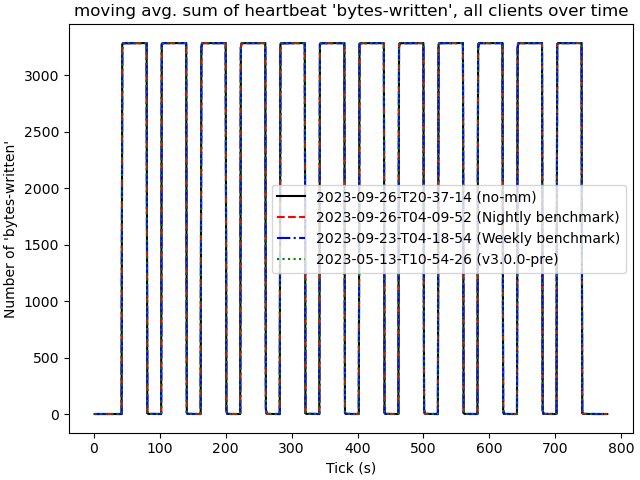 moving avg. sum of heartbeat 'bytes-written', all clients over time
Number of 'bytes-written'
3000
2500
2000
1500
1000
500
0
2023-09-26-T20-37-14 (no-mm)
2023-09-26-T04-09-52 (Nightly benchmark)
2023-09-23-T04-18-54 (Weekly benchmark)
2023-05-13-T10-54-26 (v3.0.0-pre)
0 100 200 300 400 500 600 700 800
Tick (s)